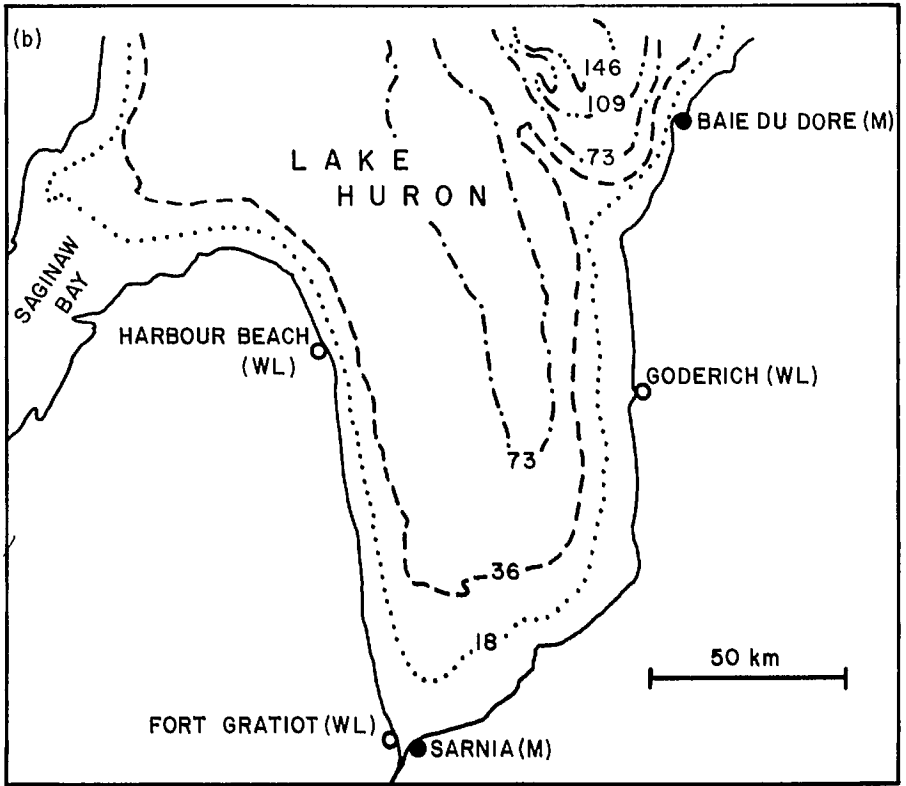 (b)
146
109
BAIE DU DORE (M)
73
LAKE
HURON
SAGINAW
BAY
HARBOUR BEACH
(WL)
GODERICH (WL)
73
36
18
50 km
FORT GRATIOT (WL)
SARNIA (M)